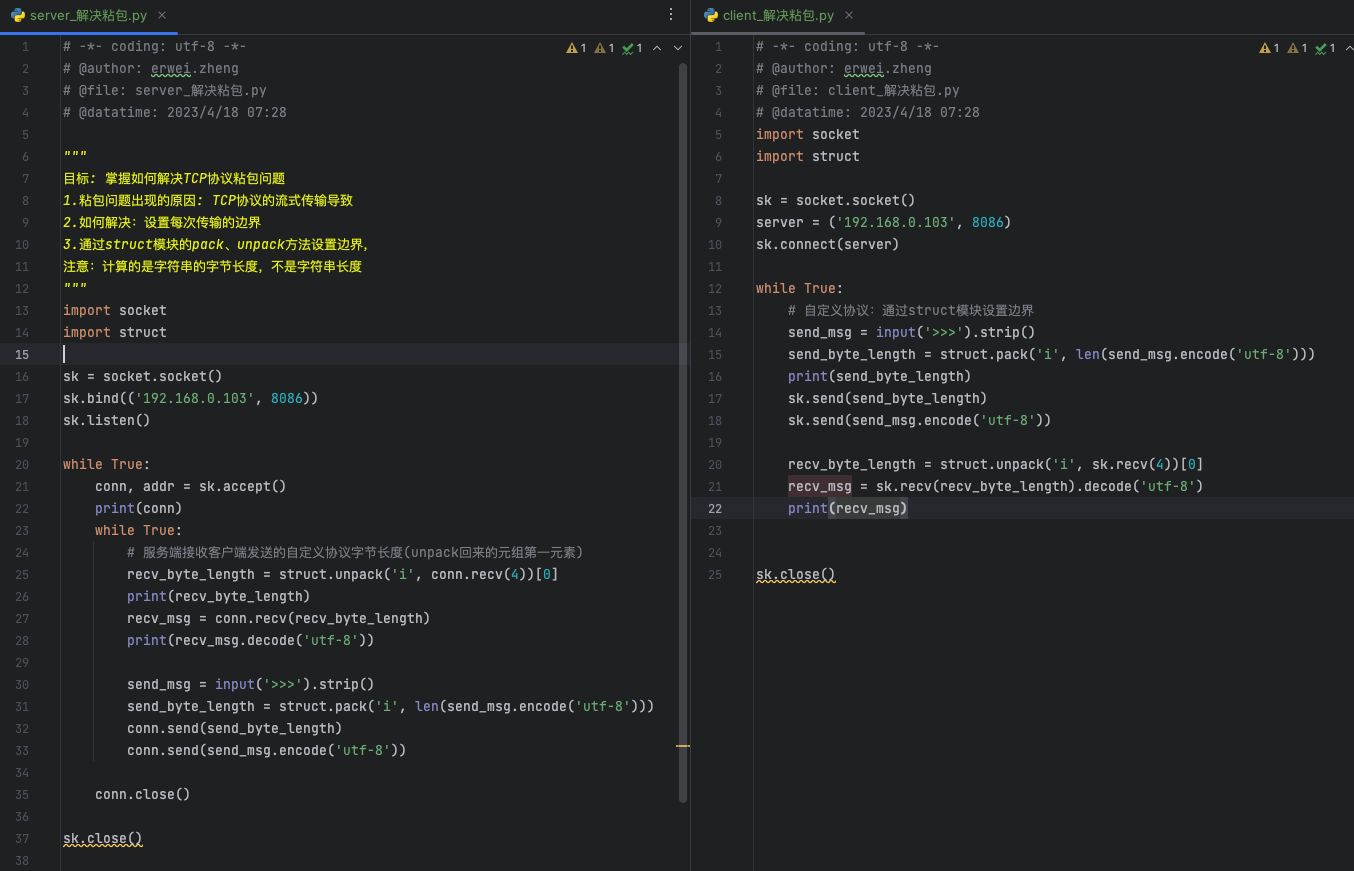 server_解决粘包.py
1 # -*- coding: utf-8 -*-
2 # @author: erwei.zheng
3 # @file: server_解决粘包.py
4 # @datatime: 2023/4/18 07:28
5
6 """
7 目标: 掌握如何解决TCP协议粘包问题
8 1.粘包问题出现的原因: TCP协议的流式传输导致
9 2.如何解决: 设置每次传输的边界
10 3.通过struct模块的pack、unpack方法设置边界,
11 注意: 计算的是字符串的字节长度, 不是字符串长度
12 """
13 import socket
14 import struct
15
16 sk = socket.socket()
17 sk.bind(('192.168.0.103', 8086))
18 sk.listen()
19
20 while True:
21     conn, addr = sk.accept()
22     print(conn)
23     while True:
24         # 服务端接收客户端发送的自定义协议字节长度(unpack回来的元组第一元素)
25         recv_byte_length = struct.unpack('i', conn.recv(4))[0]
26         print(recv_byte_length)
27         recv_msg = conn.recv(recv_byte_length)
28         print(recv_msg.decode('utf-8'))
29
30         send_msg = input('>>>').strip()
31         send_byte_length = struct.pack('i', len(send_msg.encode('utf-8')))
32         conn.send(send_byte_length)
33         conn.send(send_msg.encode('utf-8'))
34
35     conn.close()
36
37 sk.close()
38
1 1 1
client_解决粘包.py
1 # -*- coding: utf-8 -*-
2 # @author: erwei.zheng
3 # @file: client_解决粘包.py
4 # @datatime: 2023/4/18 07:28
5 import socket
6 import struct
7
8 sk = socket.socket()
9 server = ('192.168.0.103', 8086)
10 sk.connect(server)
11
12 while True:
13     # 自定义协议: 通过struct模块设置边界
14     send_msg = input('>>>').strip()
15     send_byte_length = struct.pack('i', len(send_msg.encode('utf-8')))
16     print(send_byte_length)
17     sk.send(send_byte_length)
18     sk.send(send_msg.encode('utf-8'))
19
20     recv_byte_length = struct.unpack('i', sk.recv(4))[0]
21     recv_msg = sk.recv(recv_byte_length).decode('utf-8')
22     print(recv_msg)
23
24
25 sk.close()
1 1 1